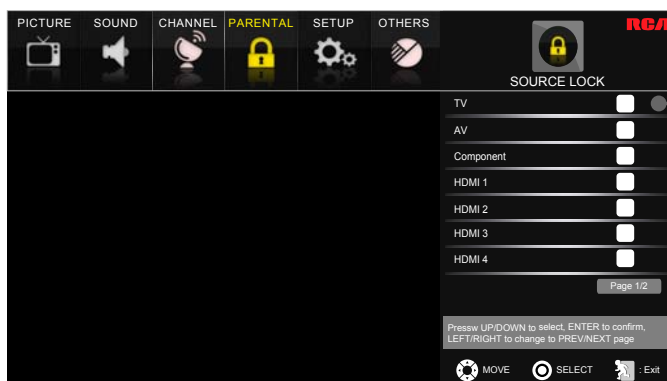 PICTURE SOUND CHANNEL PARENTAL SETUP OTHERS
RCA
SOURCE LOCK
TV
AV
Component
HDMI 1
HDMI 2
HDMI 3
HDMI 4
Page 1/2
Pressw UP/DOWN to select, ENTER to confirm,
LEFT/RIGHT to change to PREV/NEXT page
MOVE SELECT : Exit